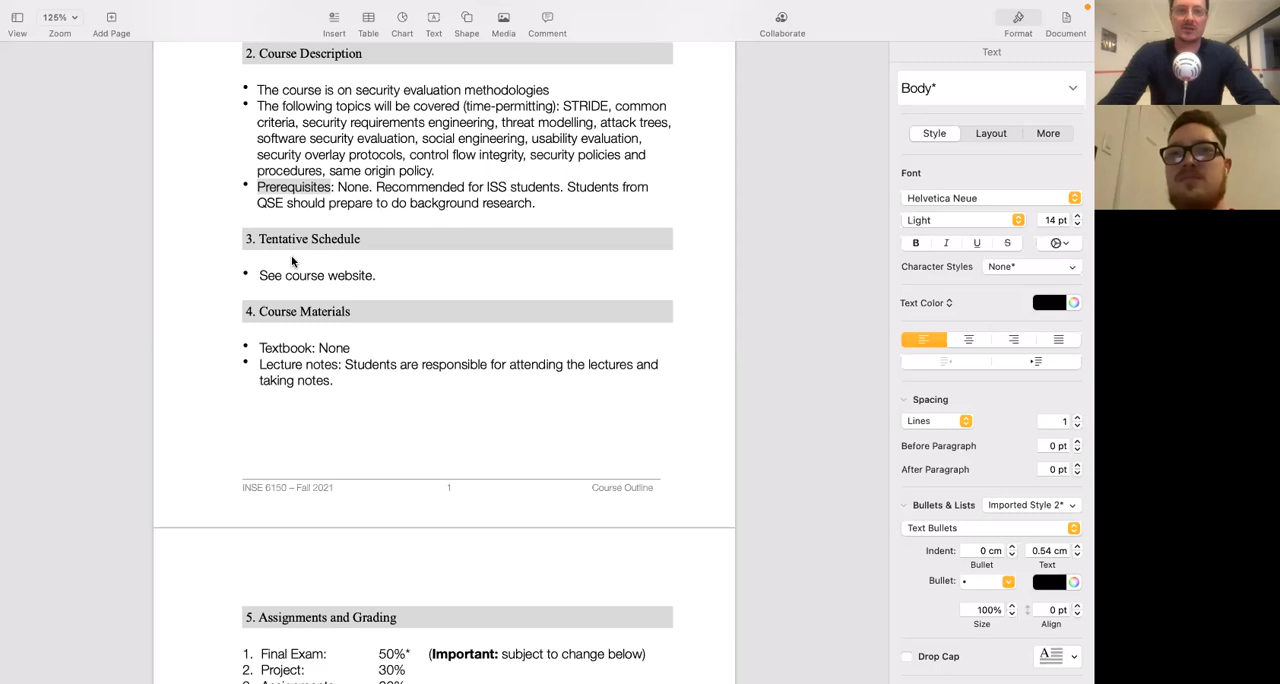 125%
View
Zoom
Add Page
Insert
Table
Chart
Text
Shape
Media
Comment
Collaborate
Format
Document
2. Course Description
• The course is on security evaluation methodologies
• The following topics will be covered (time-permitting): STRIDE, common
criteria, security requirements engineering, threat modelling, attack trees,
software security evaluation, social engineering, usability evaluation,
security overlay protocols, control flow integrity, security policies and
procedures, same origin policy.
• Prerequisites: None. Recommended for ISS students. Students from
QSE should prepare to do background research.
3. Tentative Schedule
• See course website.
4. Course Materials
• Textbook: None
• Lecture notes: Students are responsible for attending the lectures and
taking notes.
INSE 6150 – Fall 2021 1 Course Outline
5. Assignments and Grading
1. Final Exam: 50%* (Important: subject to change below)
2. Project: 30%
Text
Body*
Style Layout More
Font
Helvetica Neue
Light 14 pt
B I U S
Character Styles None*
Text Color
Spacing
Lines 1
Before Paragraph 0 pt
After Paragraph 0 pt
Bullets & Lists Imported Style 2*
Text Bullets
Indent: 0 cm 0.54 cm
Bullet Text
Bullet: •
100% 0 pt
Size Align
Drop Cap